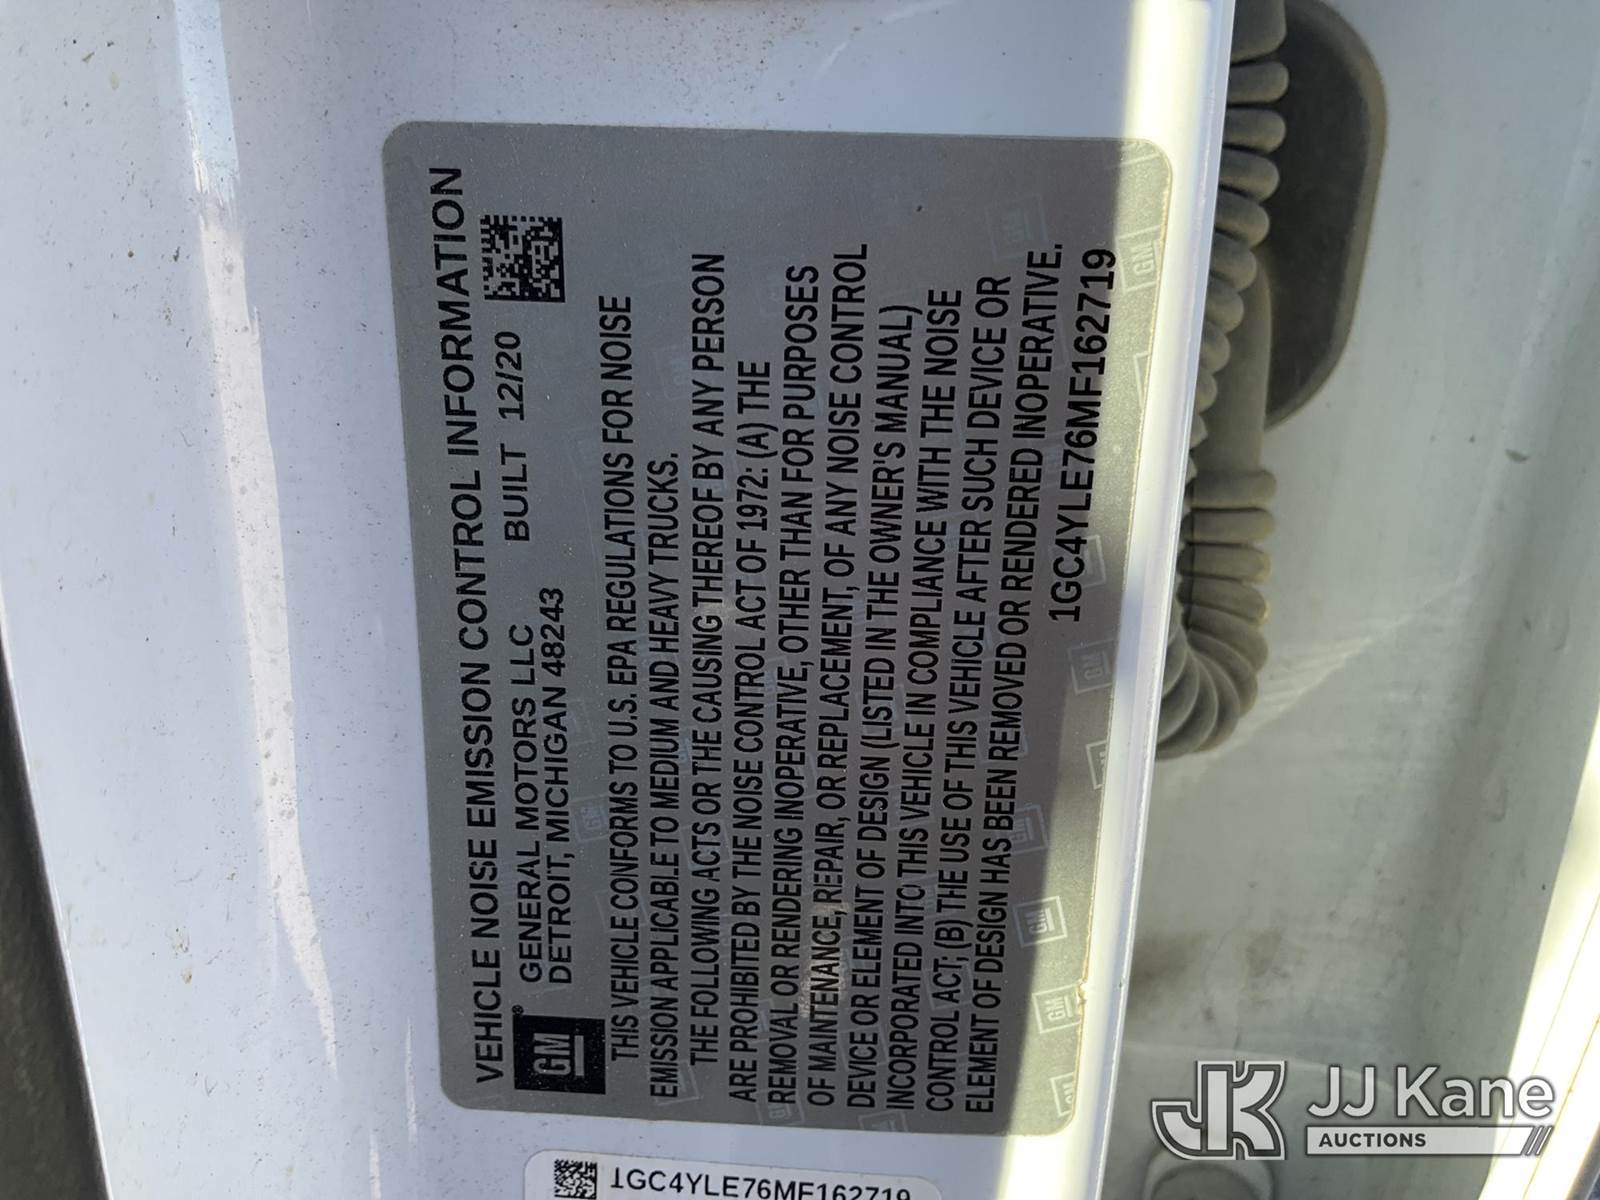 VEHICLE NOISE EMISSION CONTROL INFORMATION
GM®
GENERAL MOTORS LLC BUILT 12/20
DETROIT, MICHIGAN 48243
THIS VEHICLE CONFORMS TO U.S. EPA REGULATIONS FOR NOISE
EMISSION APPLICABLE TO MEDIUM AND HEAVY TRUCKS.
THE FOLLOWING ACTS OR THE CAUSING THEREOF BY ANY PERSON
ARE PROHIBITED BY THE NOISE CONTROL ACT OF 1972: (A) THE
REMOVAL OR RENDERING INOPERATIVE, OTHER THAN FOR PURPOSES
OF MAINTENANCE, REPAIR, OR REPLACEMENT, OF ANY NOISE CONTROL
DEVICE OR ELEMENT OF DESIGN (LISTED IN THE OWNER'S MANUAL)
INCORPORATED INTO THIS VEHICLE IN COMPLIANCE WITH THE NOISE
CONTROL ACT; (B) THE USE OF THIS VEHICLE AFTER SUCH DEVICE OR
ELEMENT OF DESIGN HAS BEEN REMOVED OR RENDERED INOPERATIVE.
1GC4YLE76MF162719
1GC4YLE76MF162719
JK JJ Kane
AUCTIONS